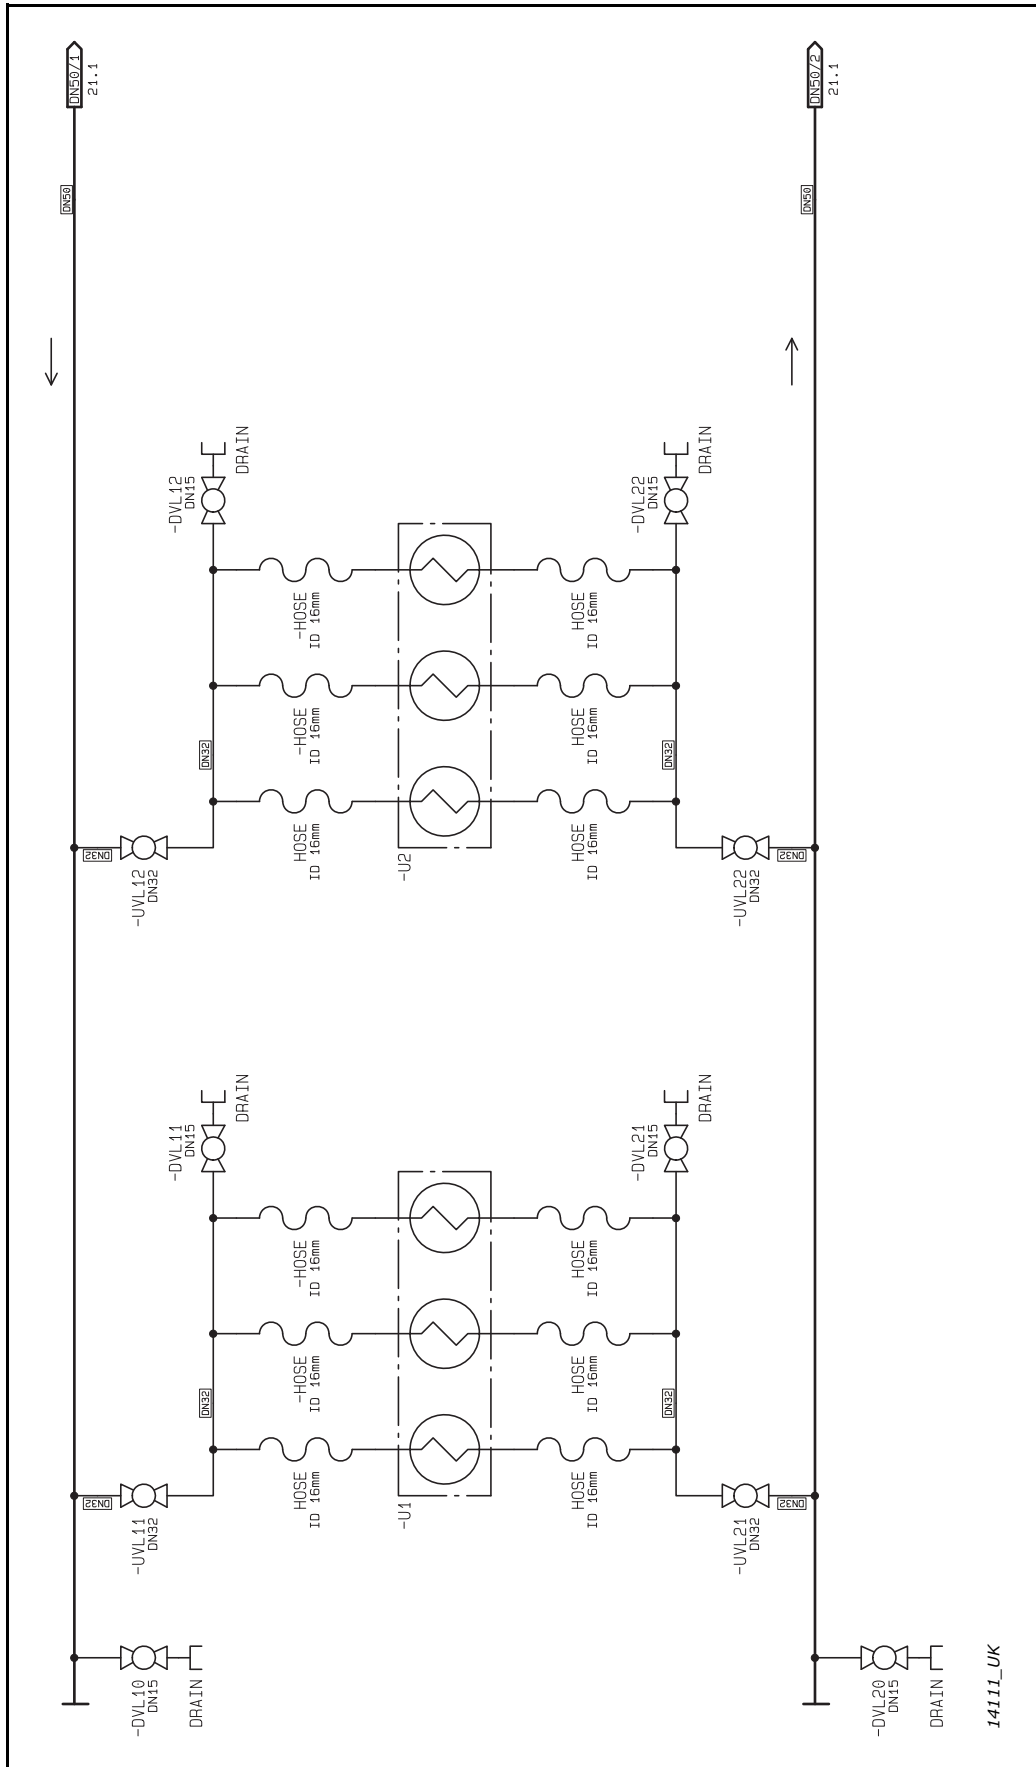 DN50/1
21.1
DN50/2
21.1
DN50
DN50
-DVL12
DN15
DRAIN
-DVL22
DN15
DRAIN
-HOSE
ID 16mm
HOSE
ID 16mm
-HOSE
ID 16mm
HOSE
ID 16mm
DN32
DN32
HOSE
ID 16mm
HOSE
ID 16mm
-U2
DN32
-UVL12
DN32
DN32
-UVL22
DN32
-DVL11
DN15
DRAIN
-DVL21
DN15
DRAIN
-HOSE
ID 16mm
HOSE
ID 16mm
-HOSE
ID 16mm
HOSE
ID 16mm
DN32
DN32
HOSE
ID 16mm
HOSE
ID 16mm
-U1
DN32
-UVL11
DN32
DN32
-UVL21
DN32
-DVL10
DN15
DRAIN
-DVL20
DN15
DRAIN
14111_UK